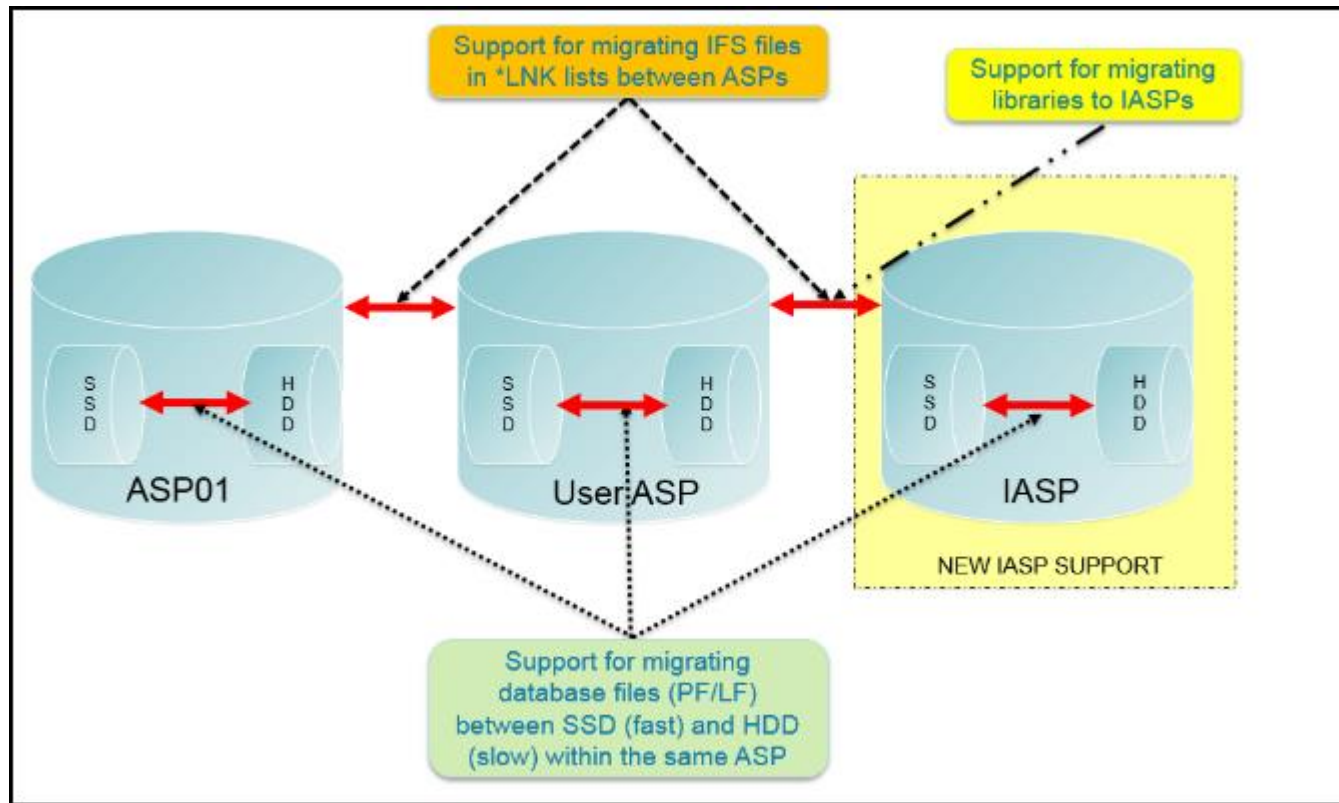 Support for migrating IFS files
in *LNK lists between ASPs
Support for migrating
libraries to IASPs
S
S
D
H
D
D
ASP01
S
S
D
H
D
D
User ASP
S
S
D
H
D
D
IASP
NEW IASP SUPPORT
Support for migrating
database files (PF/LF)
between SSD (fast) and HDD
(slow) within the same ASP